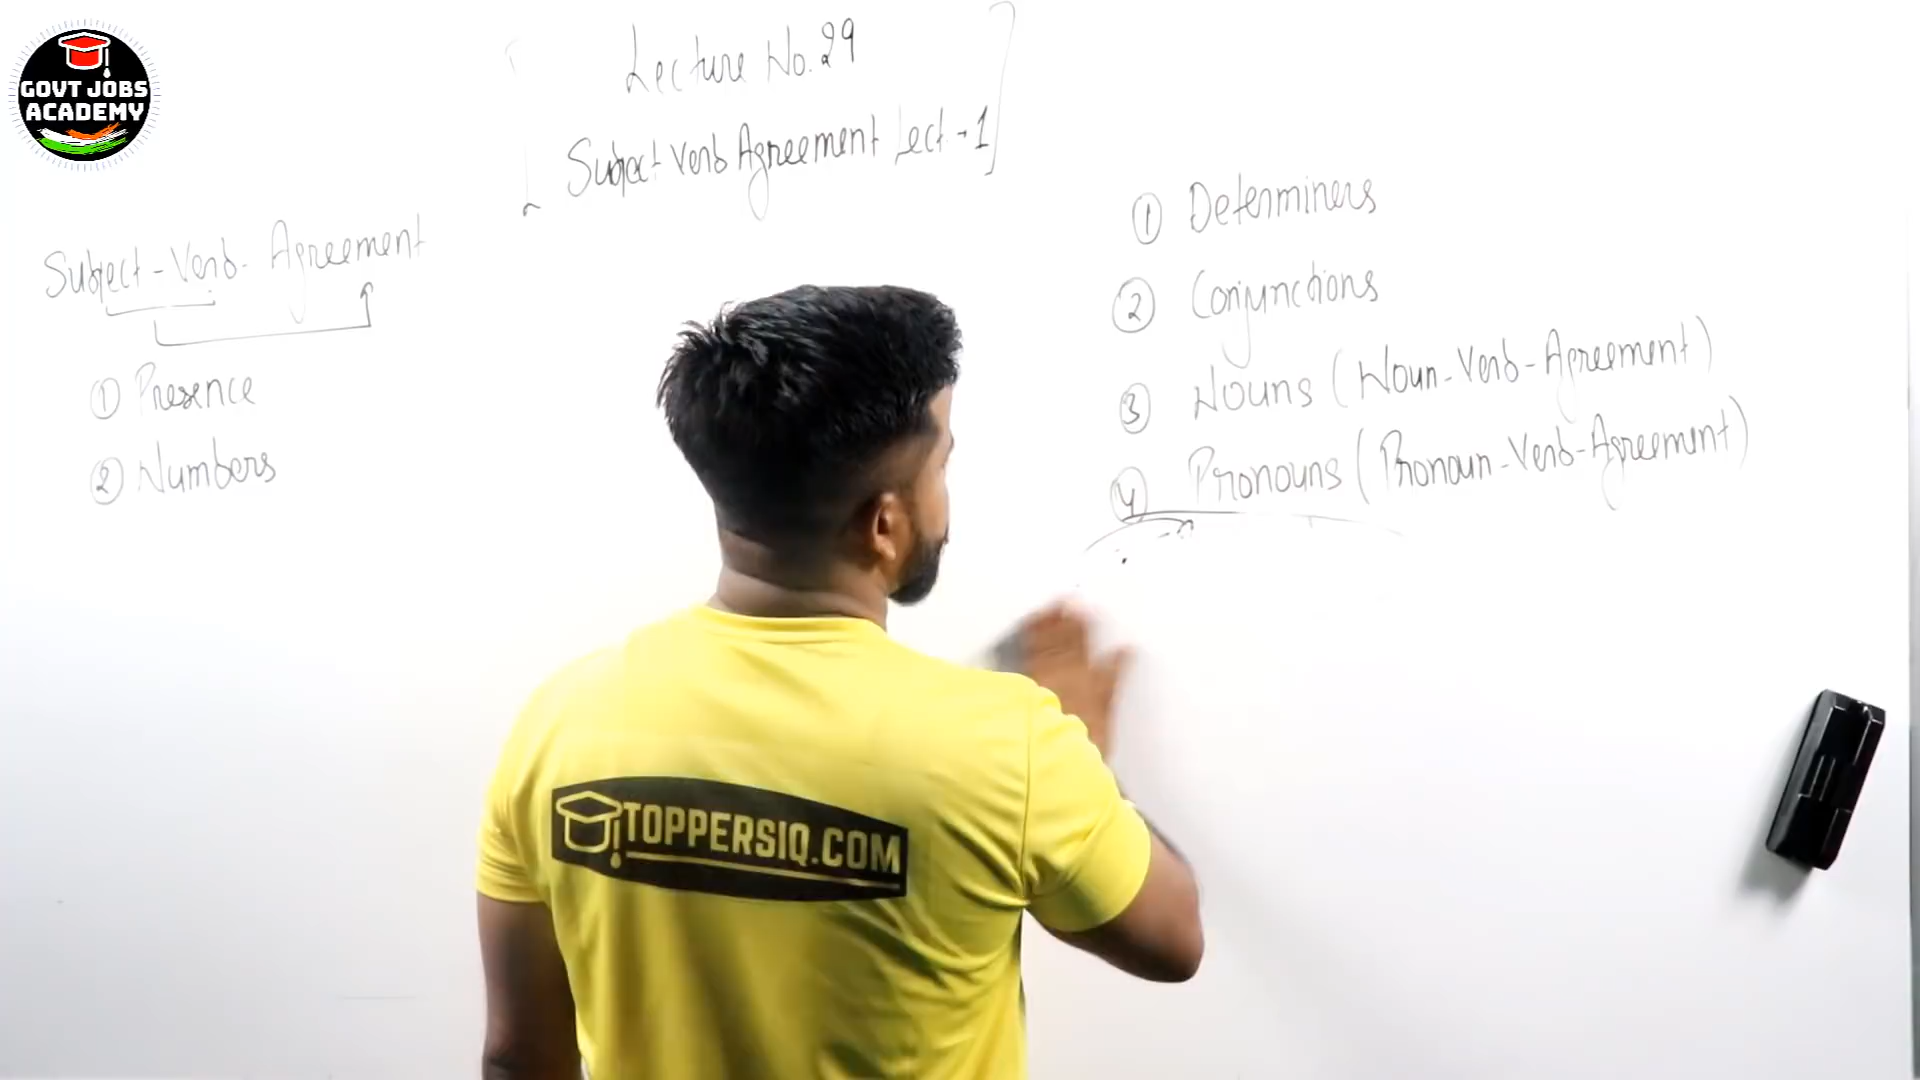 GOVT JOBS
ACADEMY
Lecture No. 29
Subject Verb Agreement Lect. - 1
Subject - Verb - Agreement
① Presence
② Numbers
① Determiners
② Conjunctions
③ Nouns (Noun-Verb-Agreement)
④ Pronouns (Pronoun-Verb-Agreement)
TOPPERSIQ.COM